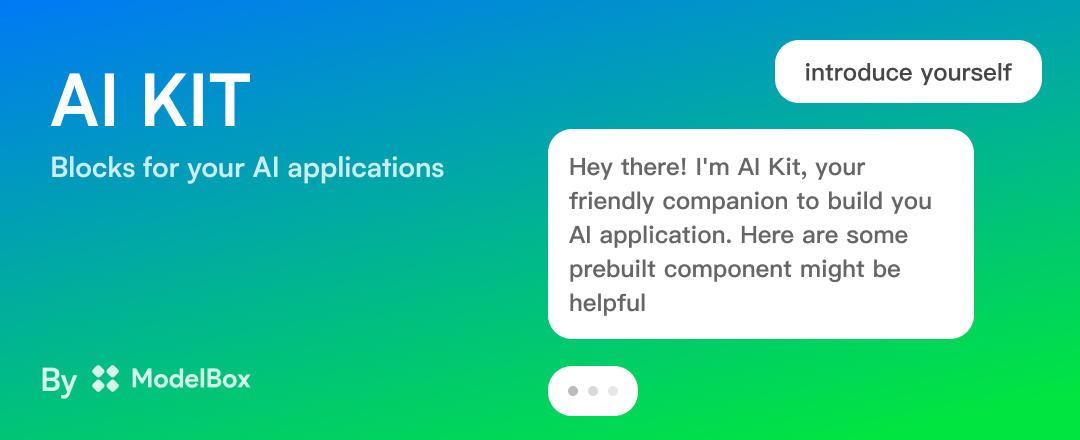 AI KIT
Blocks for your AI applications
By ModelBox
introduce yourself
Hey there! I'm AI Kit, your
friendly companion to build you
AI application. Here are some
prebuilt component might be
helpful